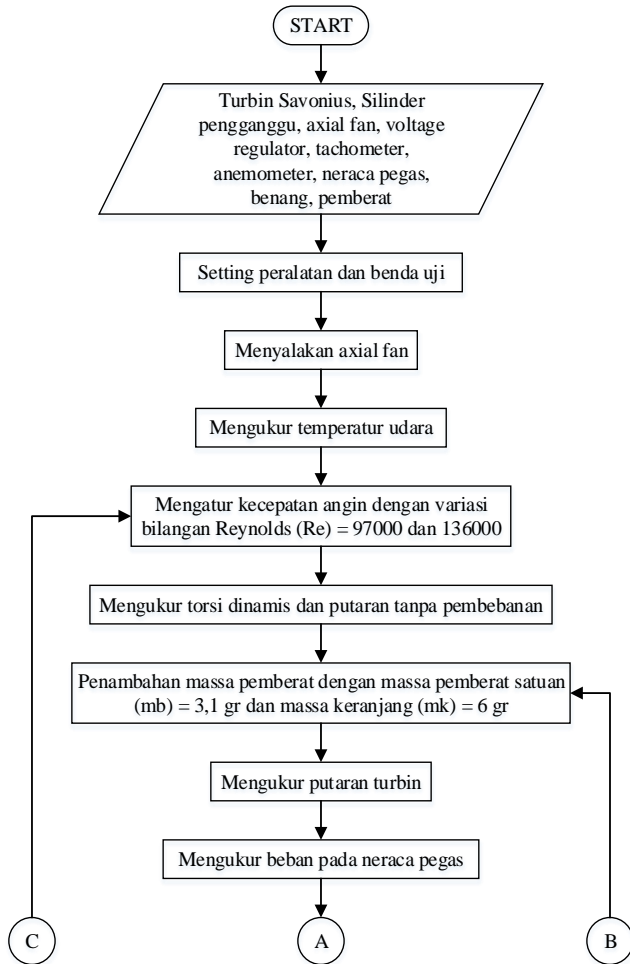 START
Turbin Savonius, Silinder
pengganggu, axial fan, voltage
regulator, tachometer,
anemometer, neraca pegas,
benang, pemberat
Setting peralatan dan benda uji
Menyalakan axial fan
Mengukur temperatur udara
Mengatur kecepatan angin dengan variasi
bilangan Reynolds (Re) = 97000 dan 136000
Mengukur torsi dinamis dan putaran tanpa pembebanan
Penambahan massa pemberat dengan massa pemberat satuan
(mb) = 3,1 gr dan massa keranjang (mk) = 6 gr
Mengukur putaran turbin
Mengukur beban pada neraca pegas
C
A
B